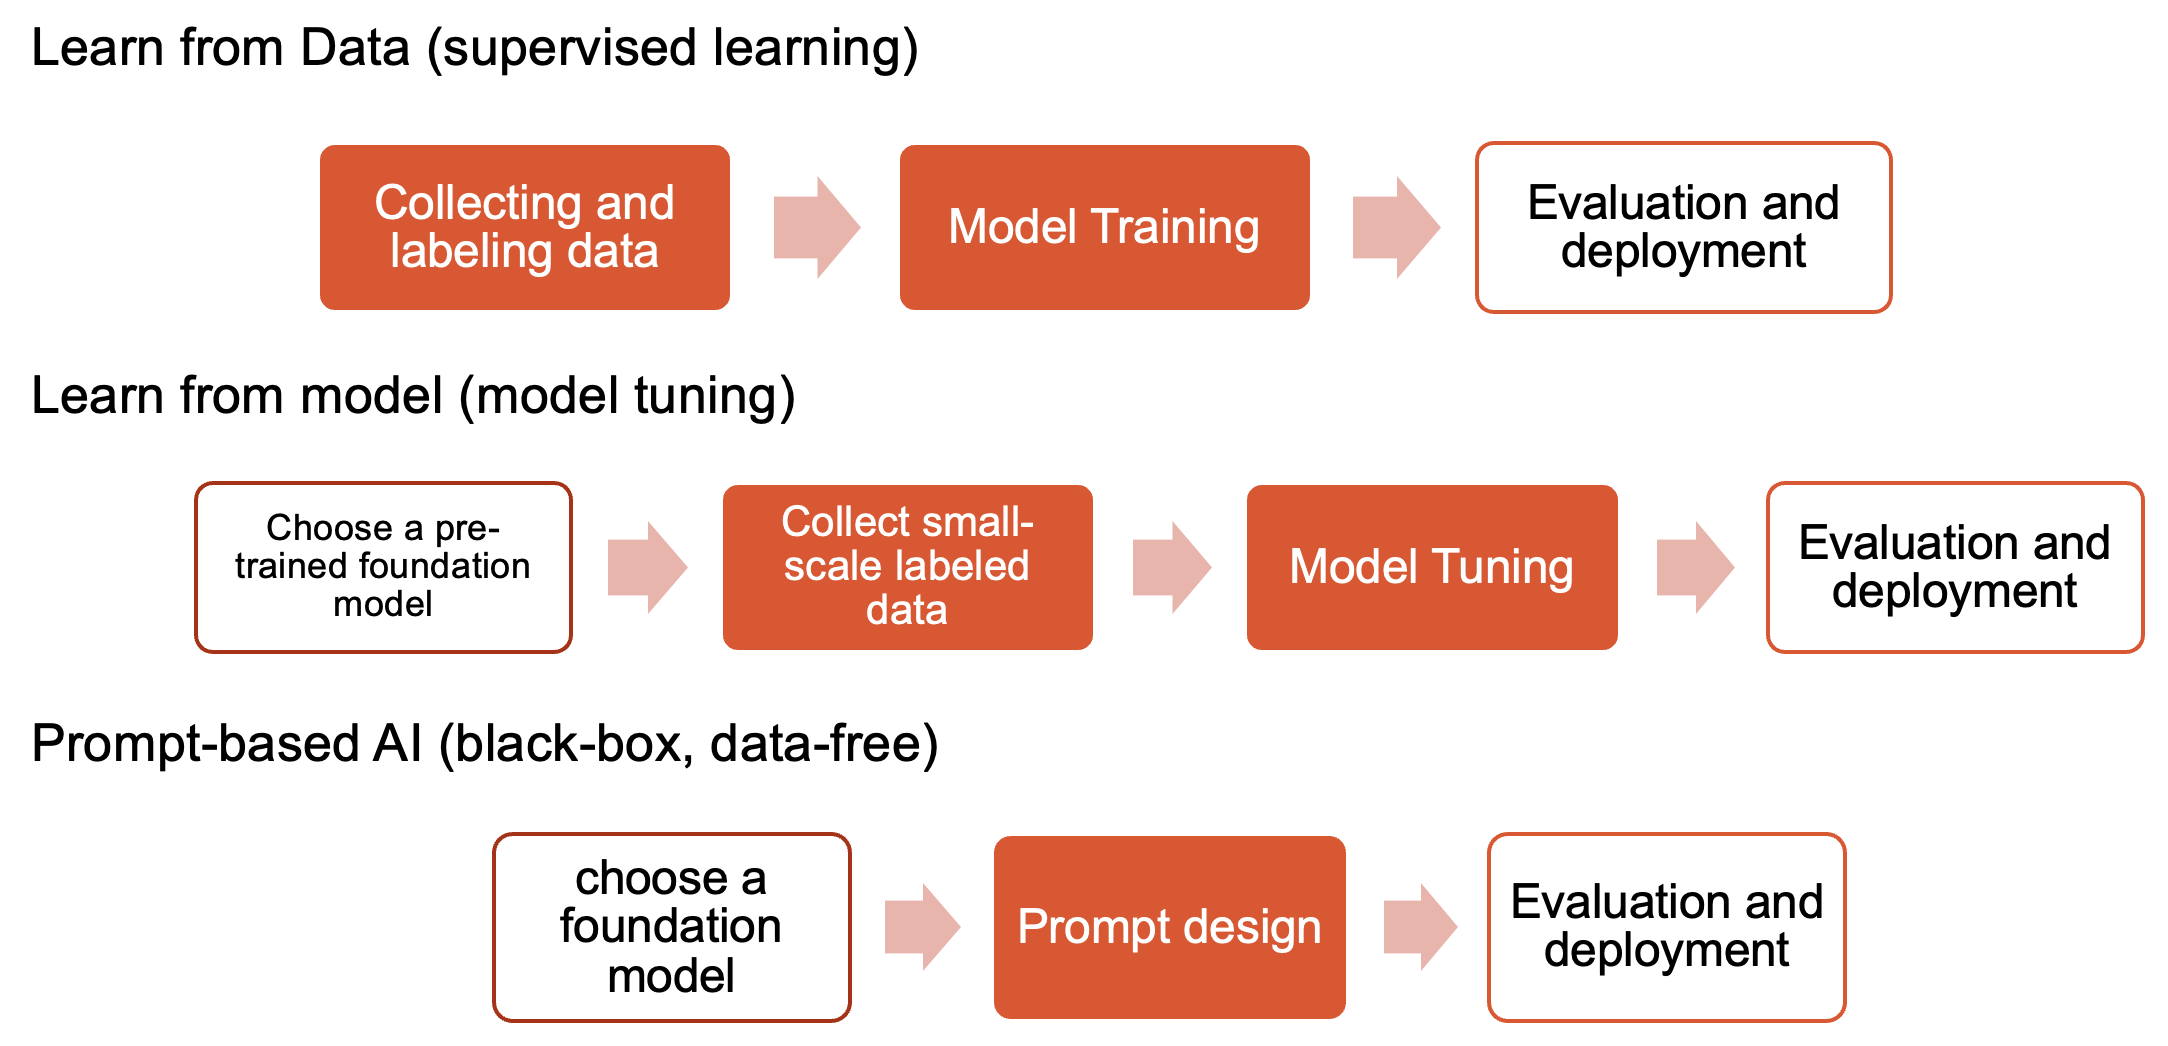 Learn from Data (supervised learning)
Collecting and
labeling data
Model Training
Evaluation and
deployment
Learn from model (model tuning)
Choose a pre-
trained foundation
model
Collect small-
scale labeled
data
Model Tuning
Evaluation and
deployment
Prompt-based AI (black-box, data-free)
choose a
foundation
model
Prompt design
Evaluation and
deployment